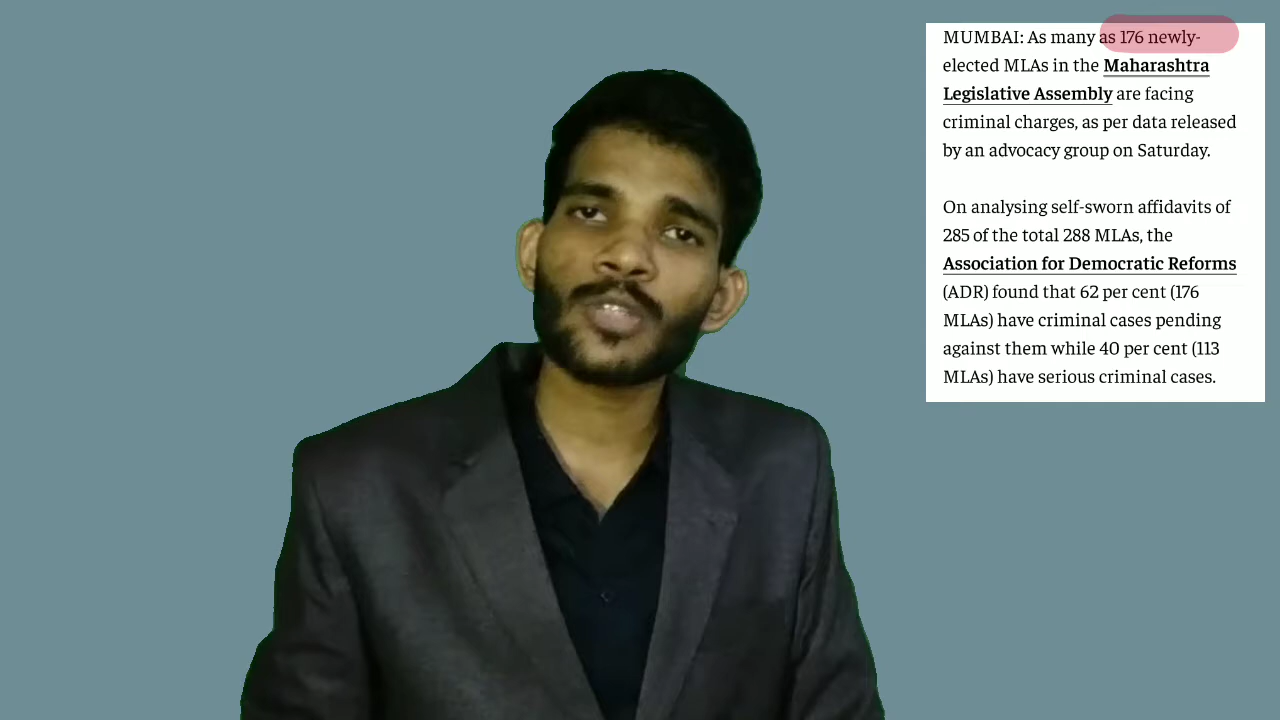 MUMBAI: As many as 176 newly-
elected MLAs in the Maharashtra
Legislative Assembly are facing
criminal charges, as per data released
by an advocacy group on Saturday.
On analysing self-sworn affidavits of
285 of the total 288 MLAs, the
Association for Democratic Reforms
(ADR) found that 62 per cent (176
MLAs) have criminal cases pending
against them while 40 per cent (113
MLAs) have serious criminal cases.